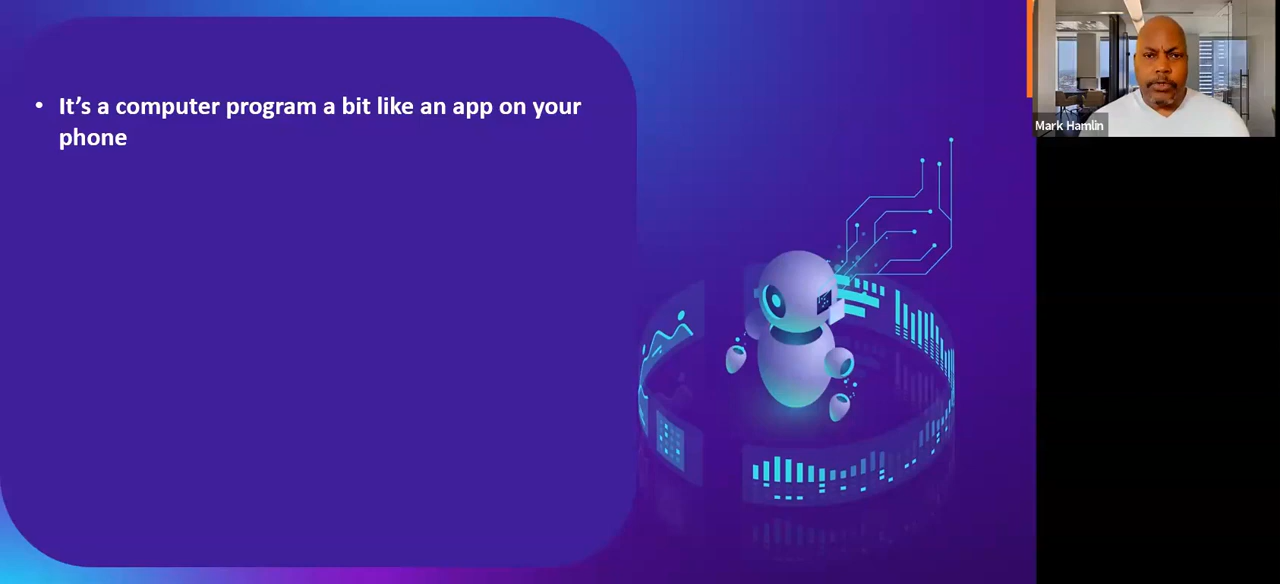 • It’s a computer program a bit like an app on your
phone
Mark Hamlin